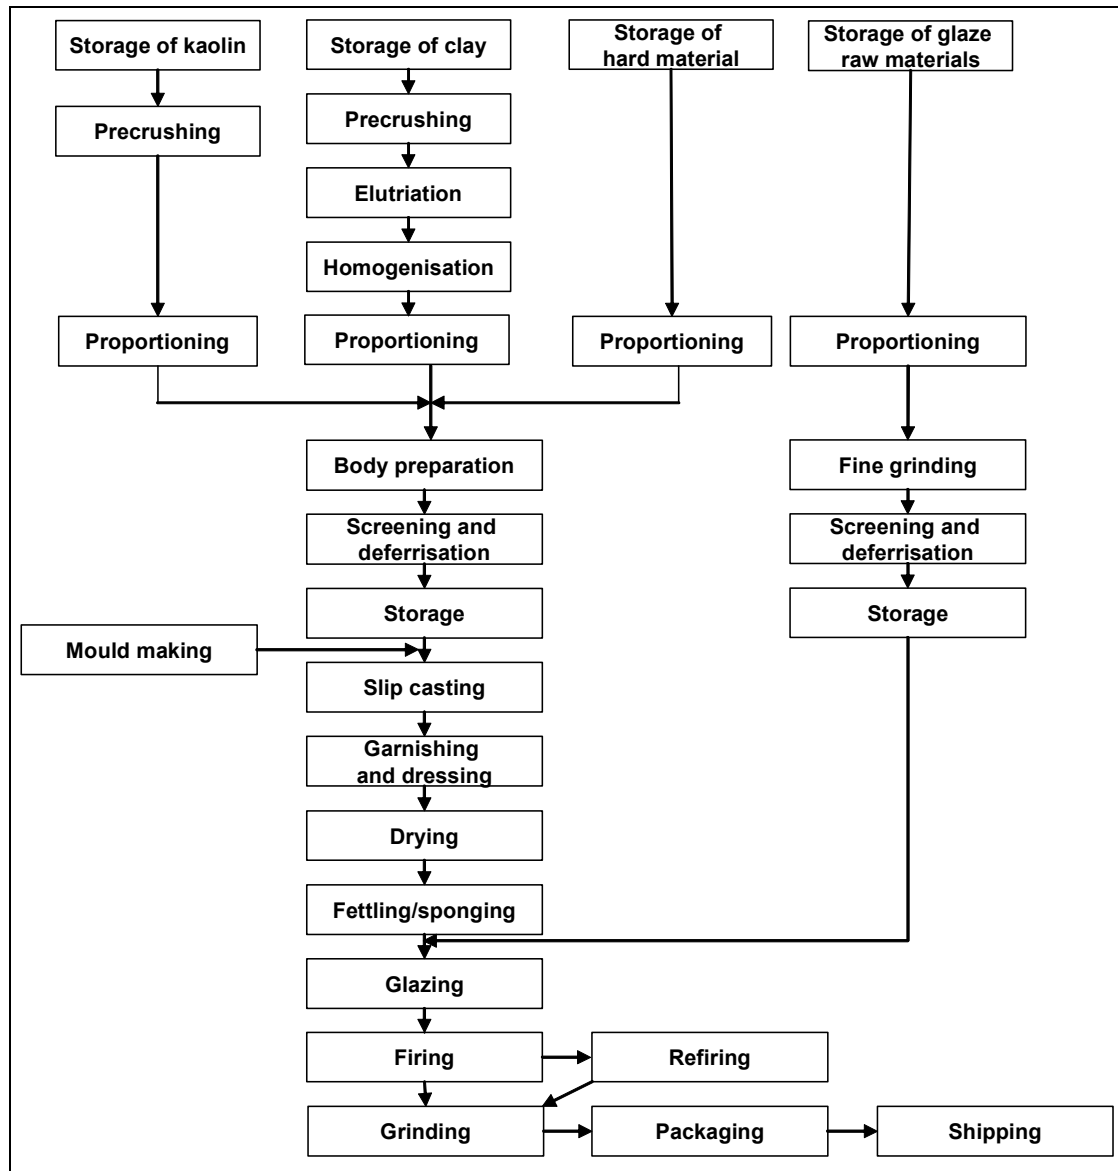 Storage of kaolin
Storage of clay
Storage of
hard material
Storage of glaze
raw materials
Precrushing
Precrushing
Elutriation
Homogenisation
Proportioning
Proportioning
Proportioning
Proportioning
Body preparation
Fine grinding
Screening and
deferrisation
Screening and
deferrisation
Storage
Storage
Mould making
Slip casting
Garnishing
and dressing
Drying
Fettling/sponging
Glazing
Firing
Refiring
Grinding
Packaging
Shipping